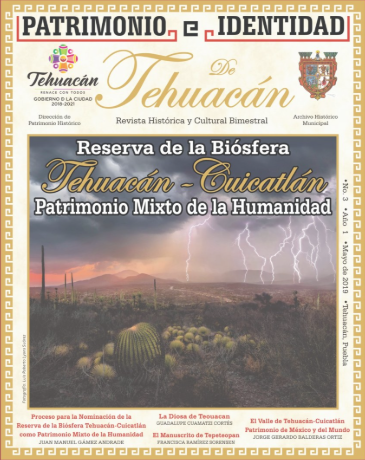 PATRIMONIO e IDENTIDAD
De
Tehuacán
Tehuacán
AVANCE CON TODOS
GOBIERNO DE LA CIUDAD
2018-2021
Dirección de
Patrimonio Histórico
Revista Histórica y Cultural Bimestral
Archivo Histórico
Municipal
Reserva de la Biósfera
Tehuacán - Cuicatlán
Patrimonio Mixto de la Humanidad
•No. 3 •Año 1 •Mayo de 2019 •Tehuacán, Puebla
Proceso para la Nominación de la
Reserva de la Biósfera Tehuacán-Cuicatlán
como Patrimonio Mixto de la Humanidad
JUAN MANUEL GÁMEZ ANDRADE
La Diosa de Teouacan
GUADALUPE CUAMATZI CORTÉS
El Manuscrito de Tepeteopan
FRANCISCA RAMÍREZ SORENSEN
El Valle de Tehuacán-Cuicatlán
Patrimonio de México y del Mundo
JORGE GERARDO BALDERAS ORTIZ